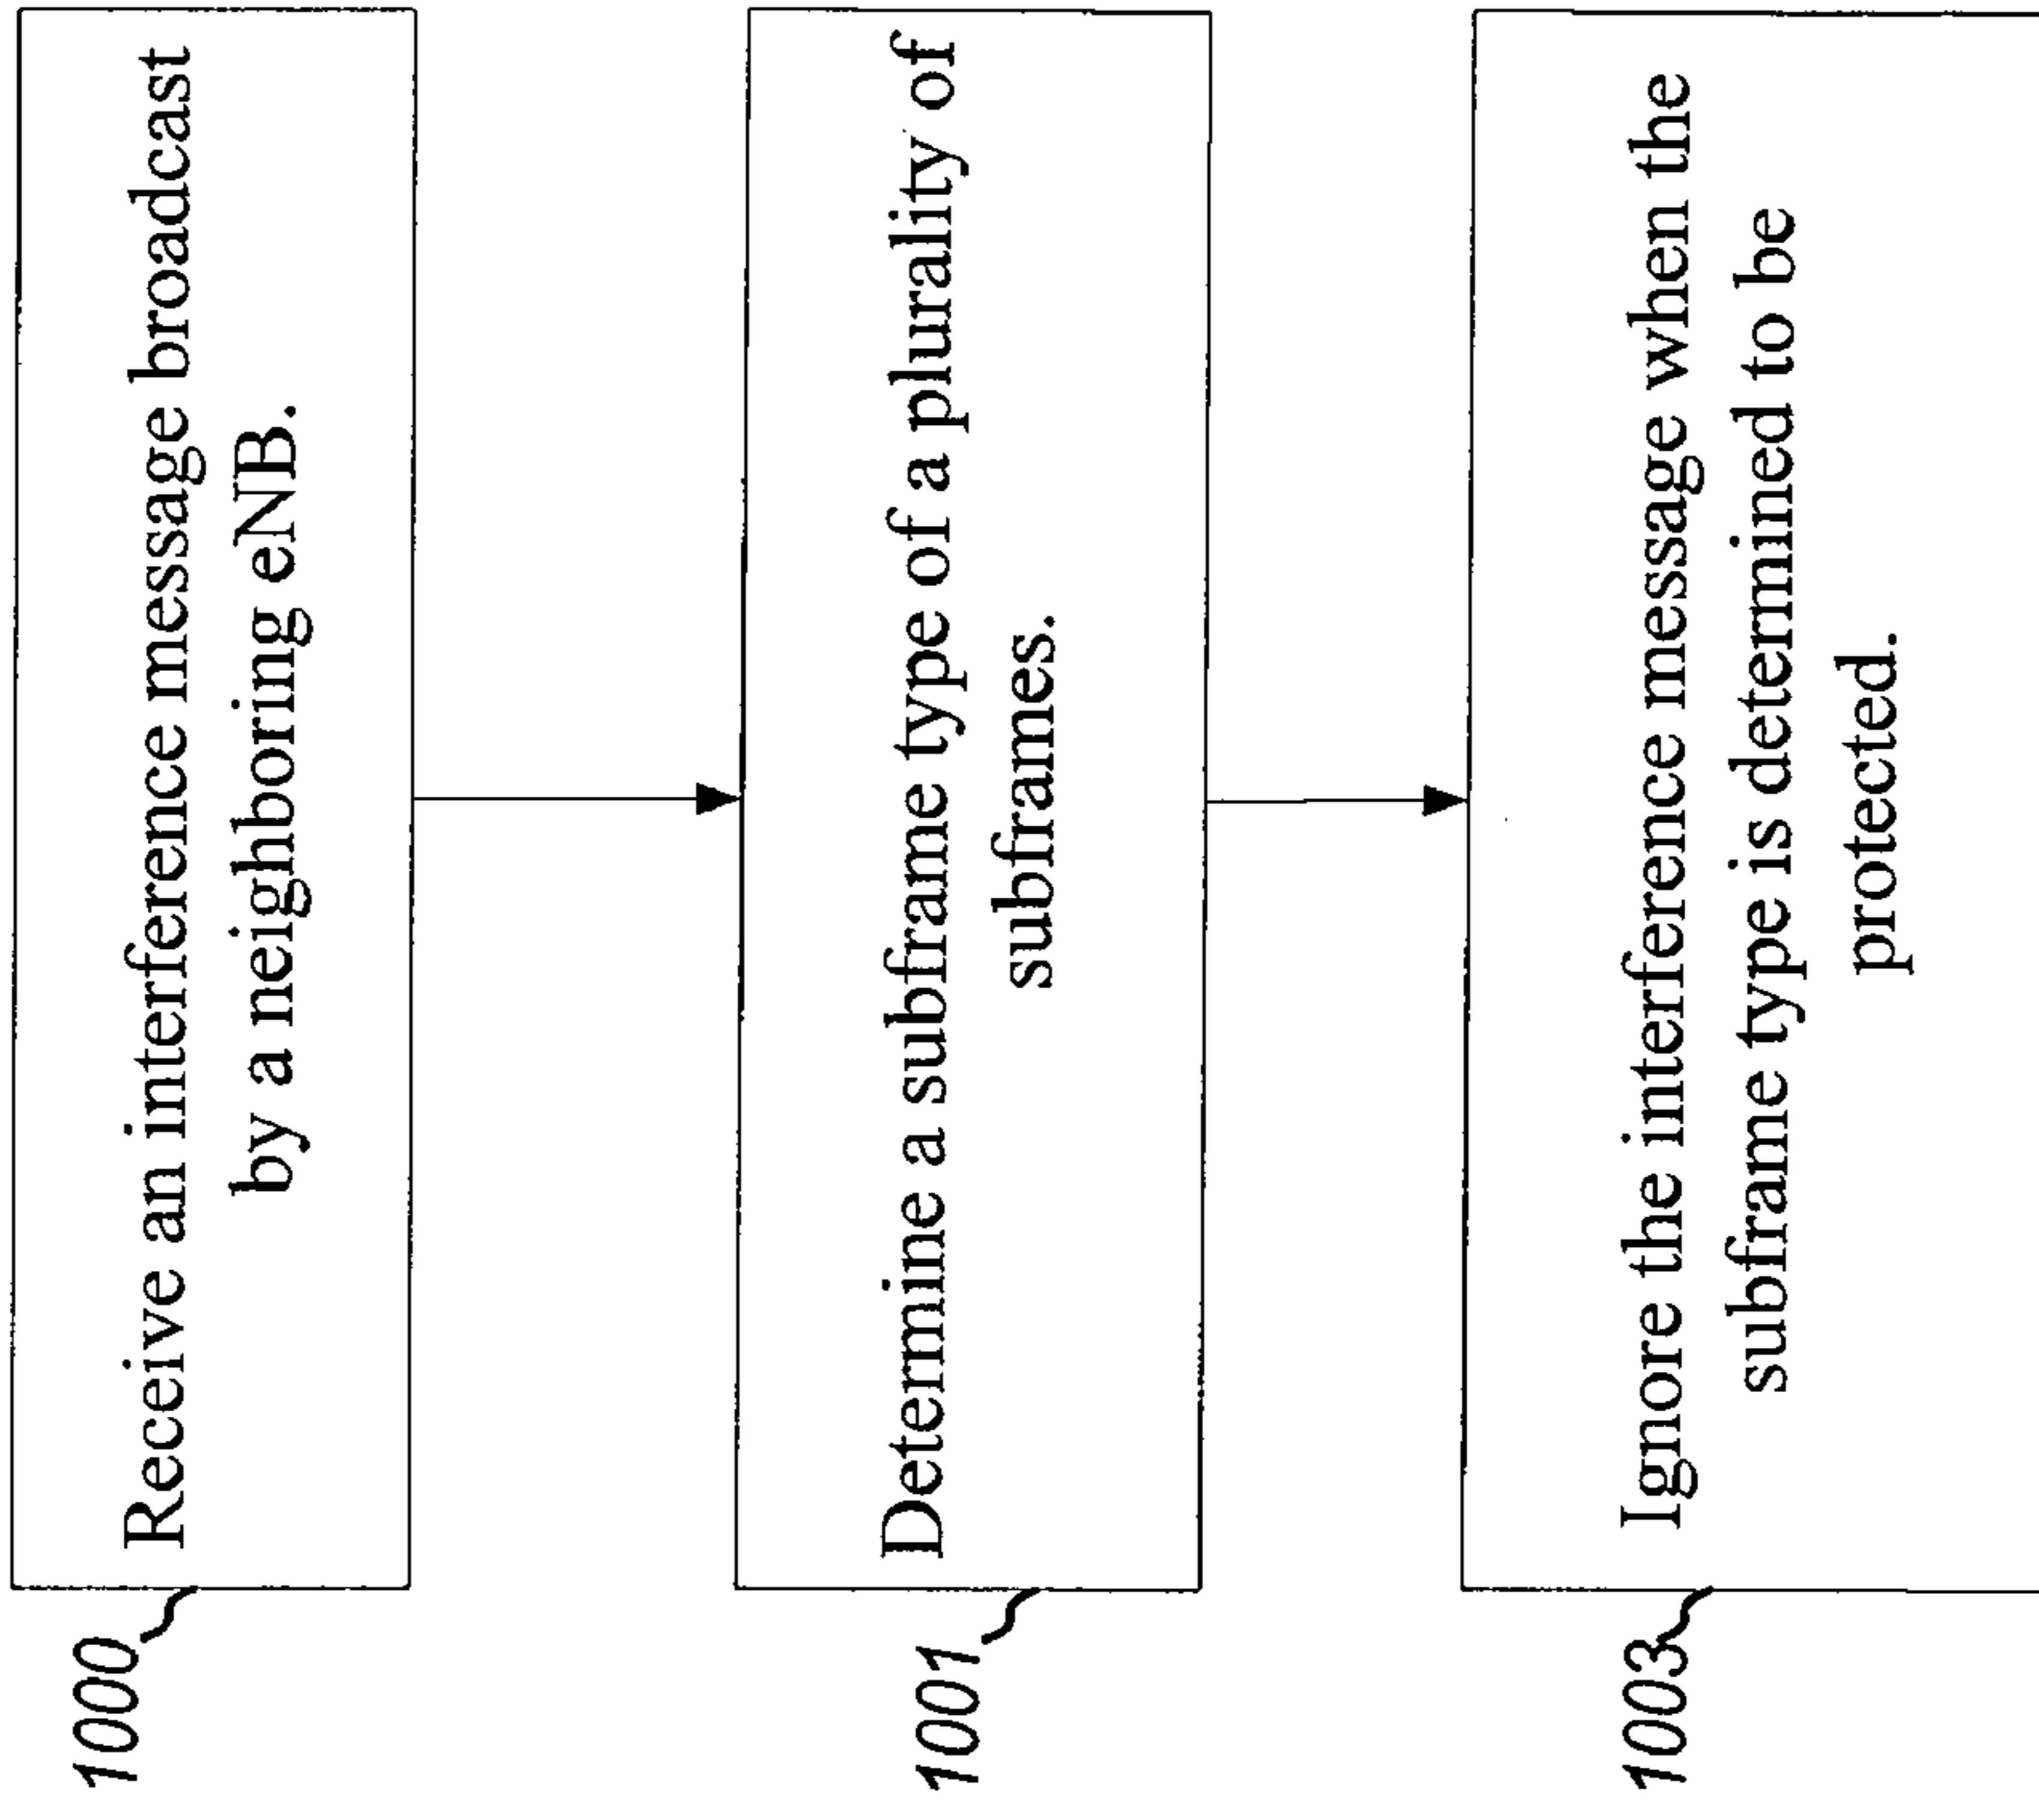 1000
Receive an interference message broadcast
by a neighboring eNB.
1001
Determine a subframe type of a plurality of
subframes.
1003
Ignore the interference message when the
subframe type is determined to be
protected.